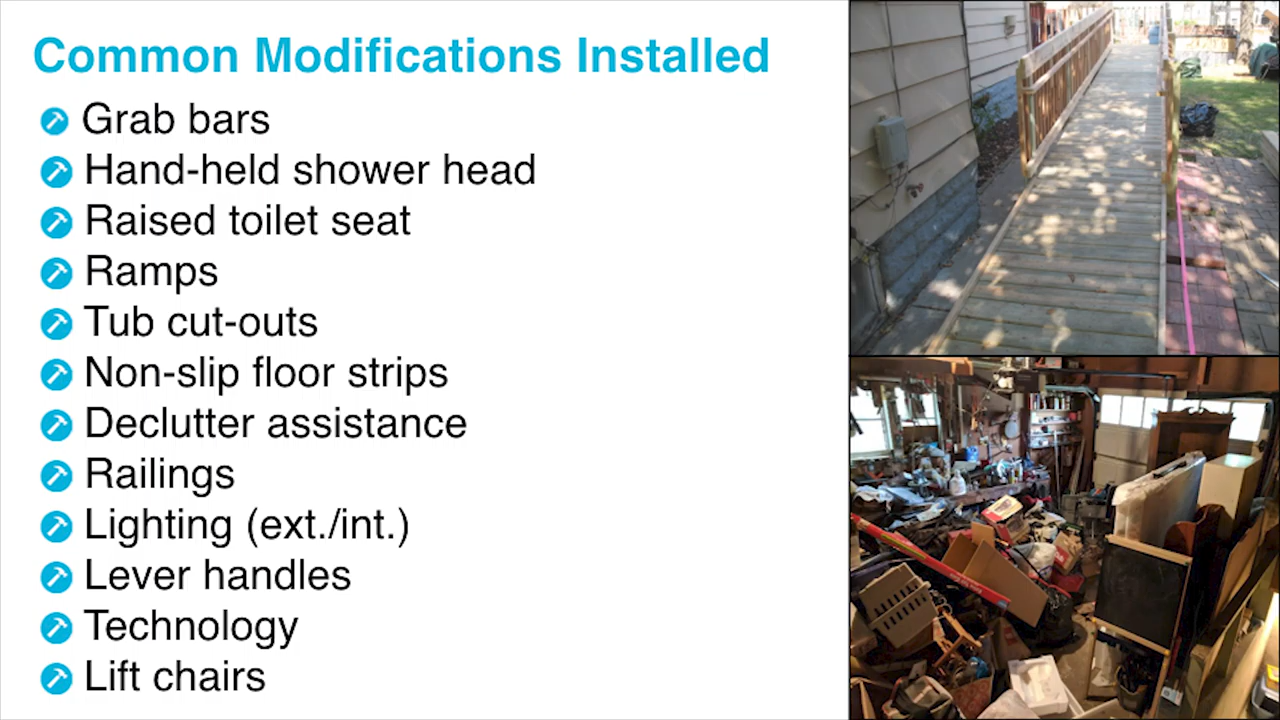 Common Modifications Installed
Grab bars
Hand-held shower head
Raised toilet seat
Ramps
Tub cut-outs
Non-slip floor strips
Declutter assistance
Railings
Lighting (ext./int.)
Lever handles
Technology
Lift chairs